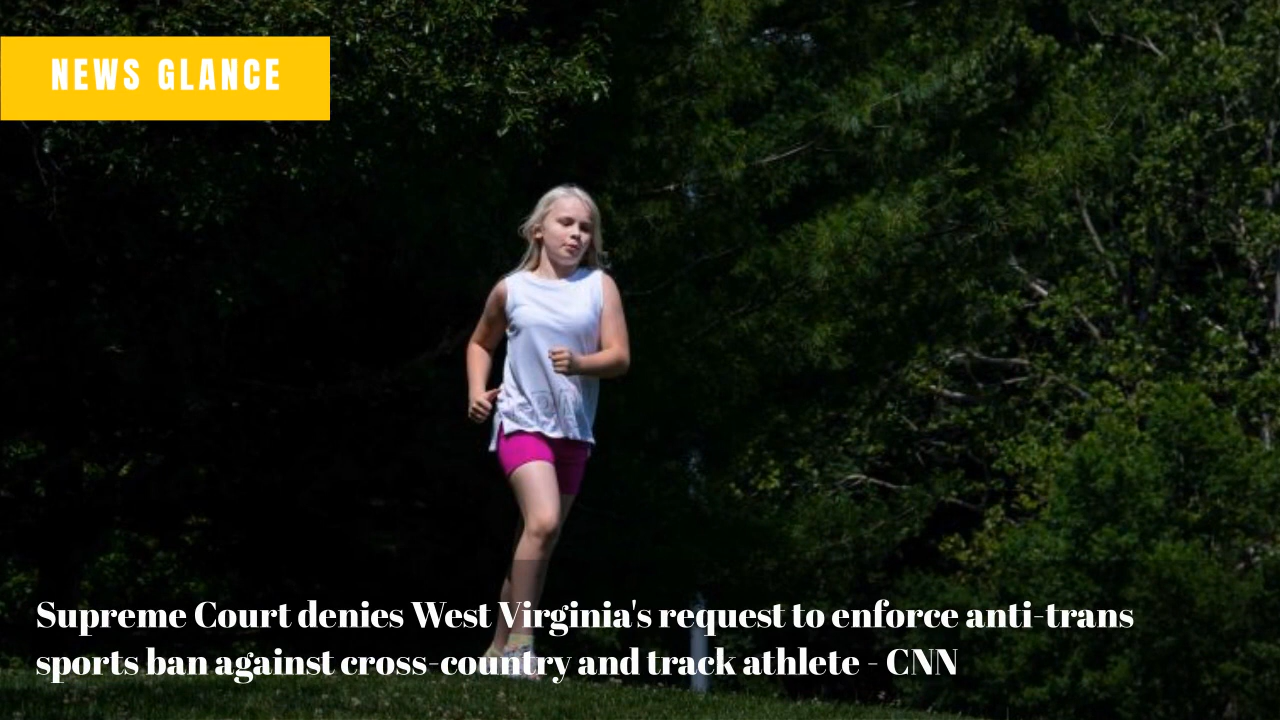 NEWS GLANCE
Supreme Court denies West Virginia's request to enforce anti-trans
sports ban against cross-country and track athlete - CNN